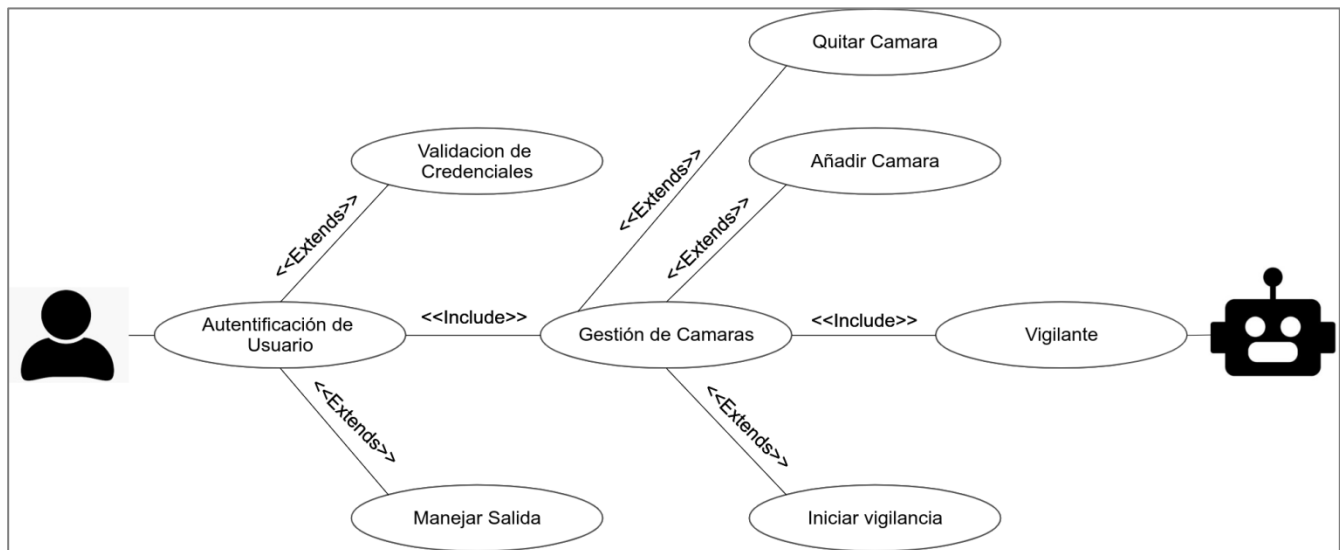 Quitar Camara
Validacion de
Credenciales
Añadir Camara
<<Extends>>
<<Extends>>
<<Extends>>
Autentificación de
Usuario
<<Include>>
Gestión de Camaras
<<Include>>
Vigilante
<<Extends>>
<<Extends>>
Manejar Salida
Iniciar vigilancia